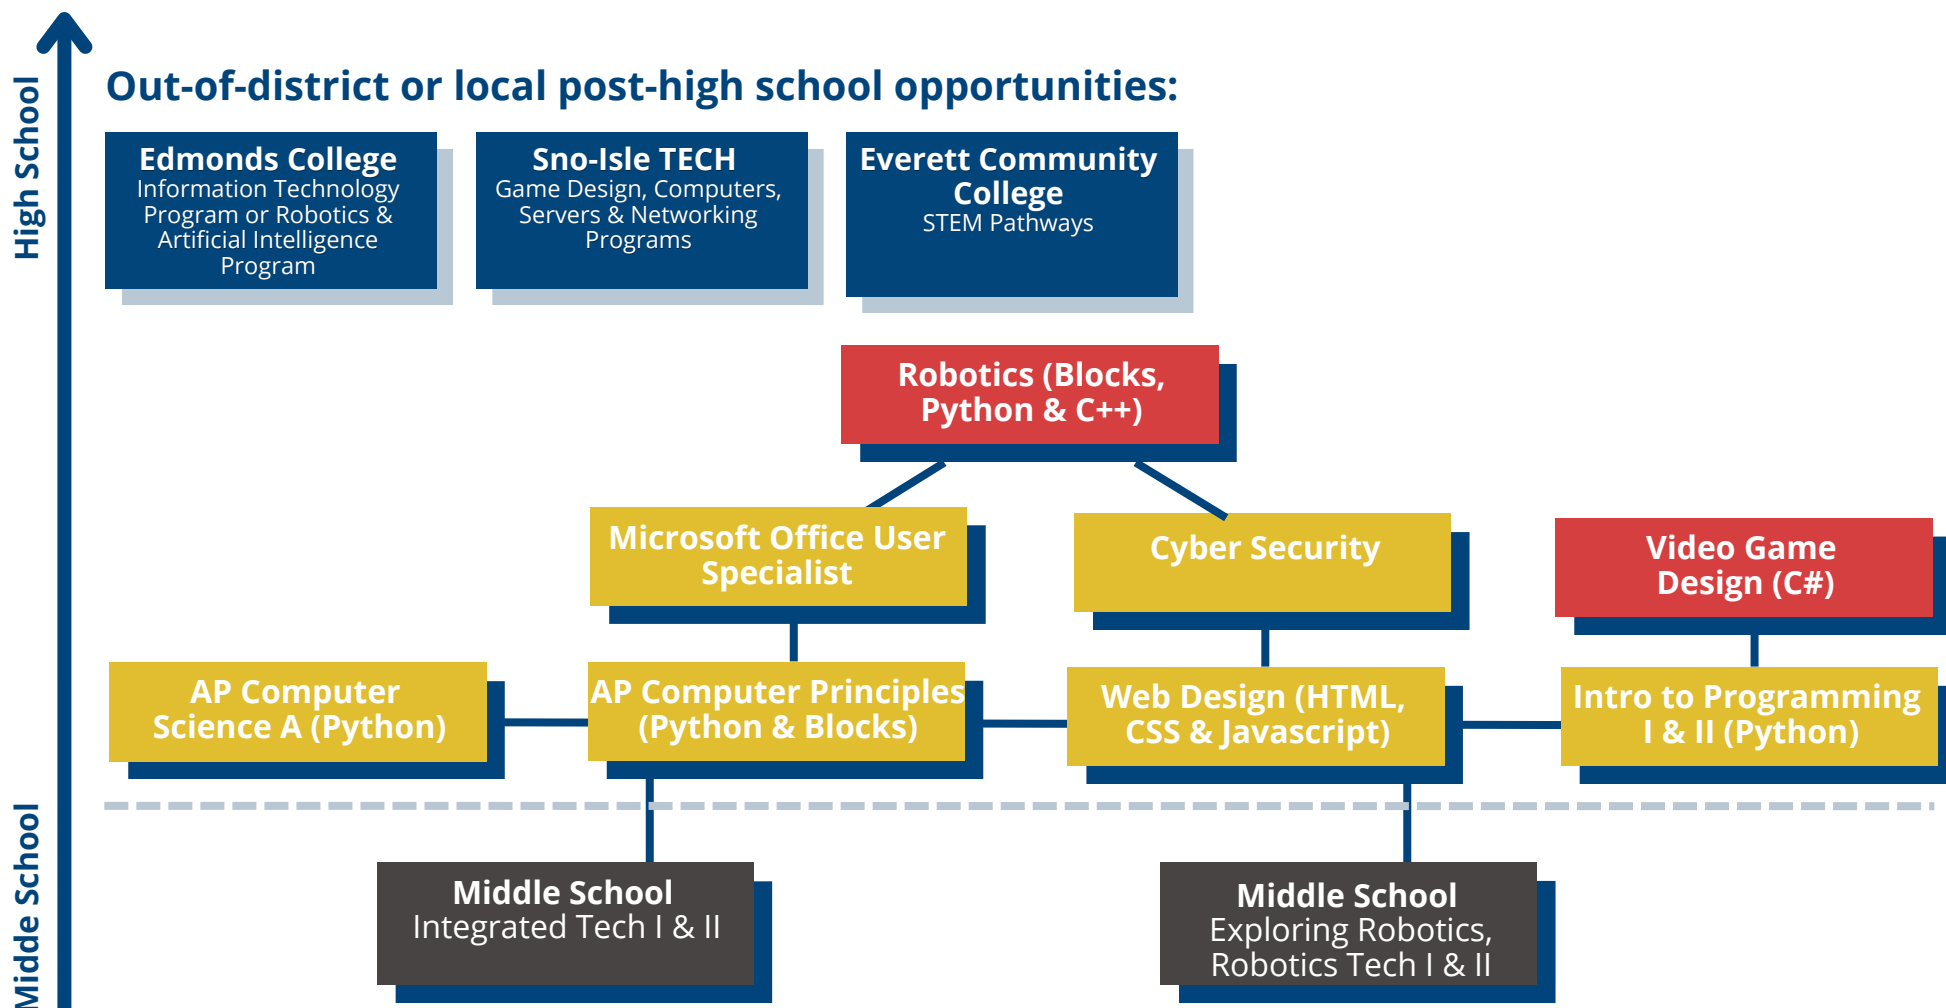 High School
Out-of-district or local post-high school opportunities:
Edmonds College
Information Technology
Program or Robotics &
Artificial Intelligence
Program
Sno-Isle TECH
Game Design, Computers,
Servers & Networking
Programs
Everett Community
College
STEM Pathways
Robotics (Blocks,
Python & C++)
Microsoft Office User
Specialist
Cyber Security
Video Game
Design (C#)
AP Computer
Science A (Python)
AP Computer Principles
(Python & Blocks)
Web Design (HTML,
CSS & Javascript)
Intro to Programming
I & II (Python)
Midde School
Middle School
Integrated Tech I & II
Middle School
Exploring Robotics,
Robotics Tech I & II